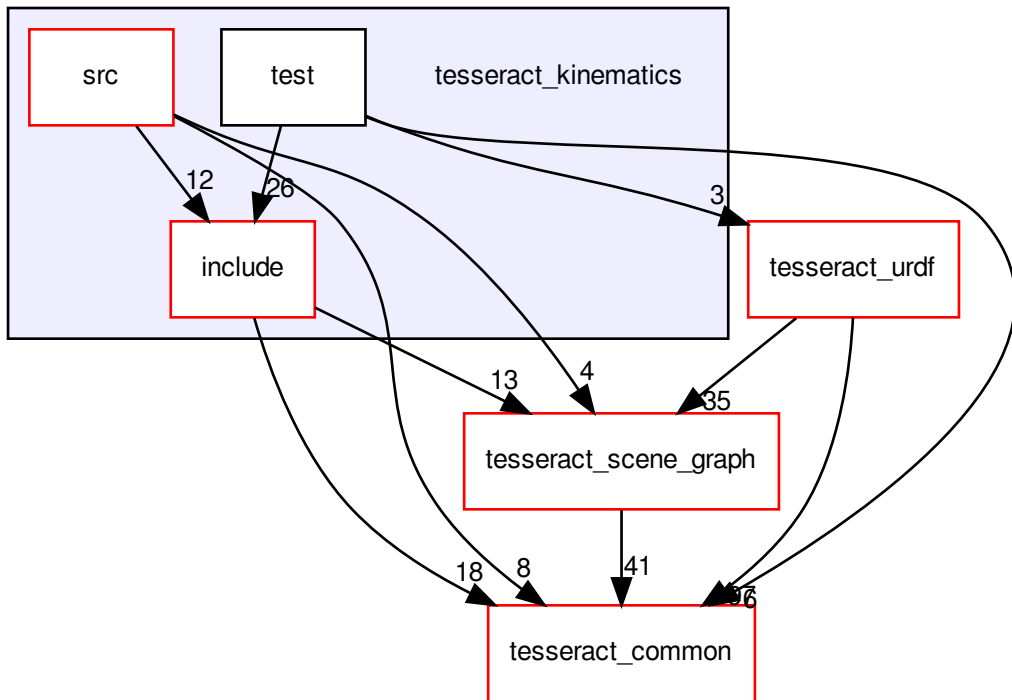 src
test
tesseract_kinematics
12
26
3
include
tesseract_urdf
13
4
35
tesseract_scene_graph
18
8
41
tesseract_common